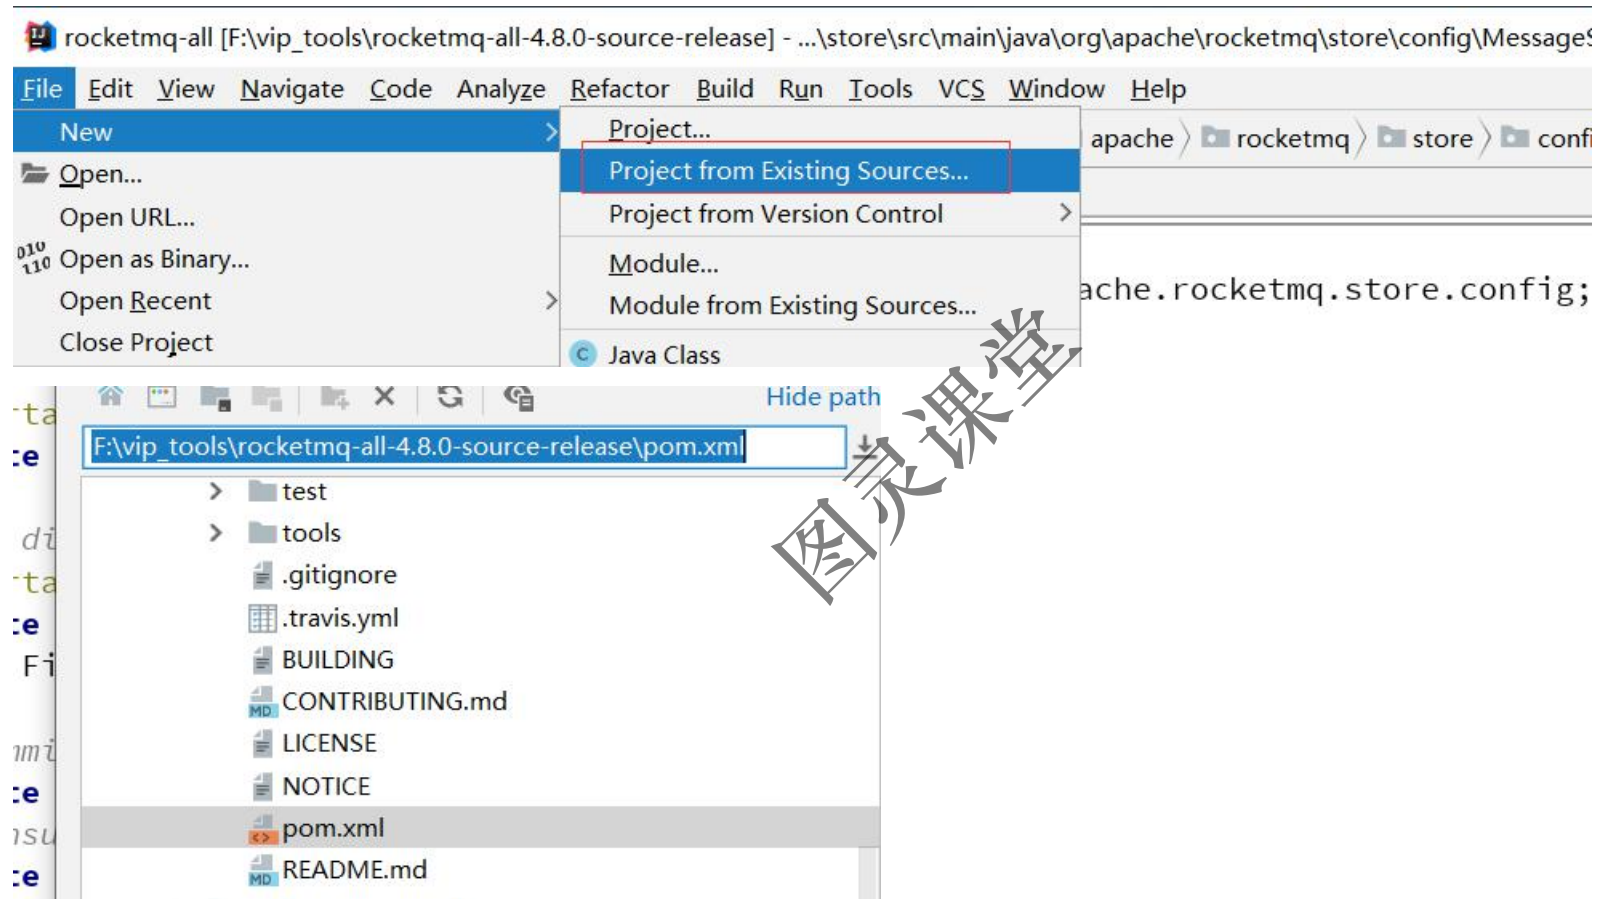 rocketmq-all [F:\vip_tools\rocketmq-all-4.8.0-source-release] - ...\store\src\main\java\org\apache\rocketmq\store\config\MessageS
File Edit View Navigate Code Analyze Refactor Build Run Tools VCS Window Help
New
Project...
apache rocketmq store confi
Open...
Project from Existing Sources...
Open URL...
Project from Version Control
Open as Binary...
Module...
ache.rocketmq.store.config;
Open Recent
Module from Existing Sources...
Close Project
Java Class
图灵课堂
Hide path
F:\vip_tools\rocketmq-all-4.8.0-source-release\pom.xml
test
tools
.gitignore
.travis.yml
BUILDING
CONTRIBUTING.md
LICENSE
NOTICE
pom.xml
README.md